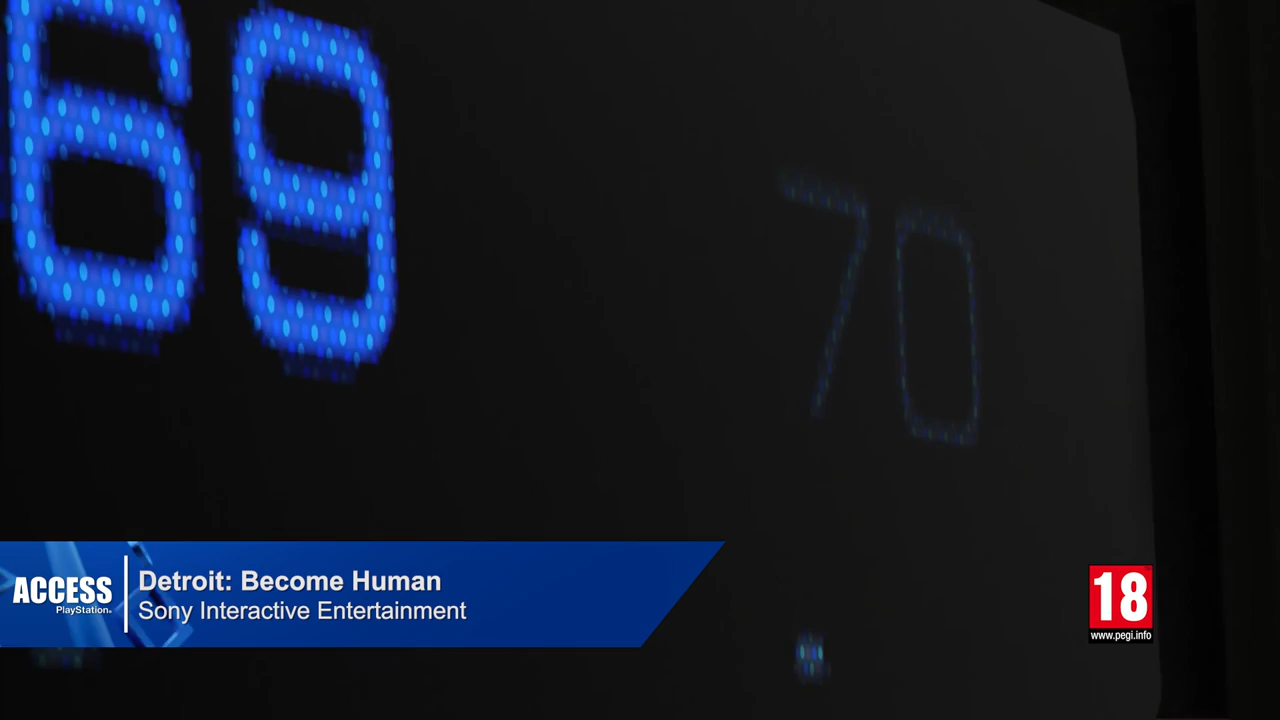 69
70
ACCESS
PlayStation®
Detroit: Become Human
Sony Interactive Entertainment
18
www.pegi.info